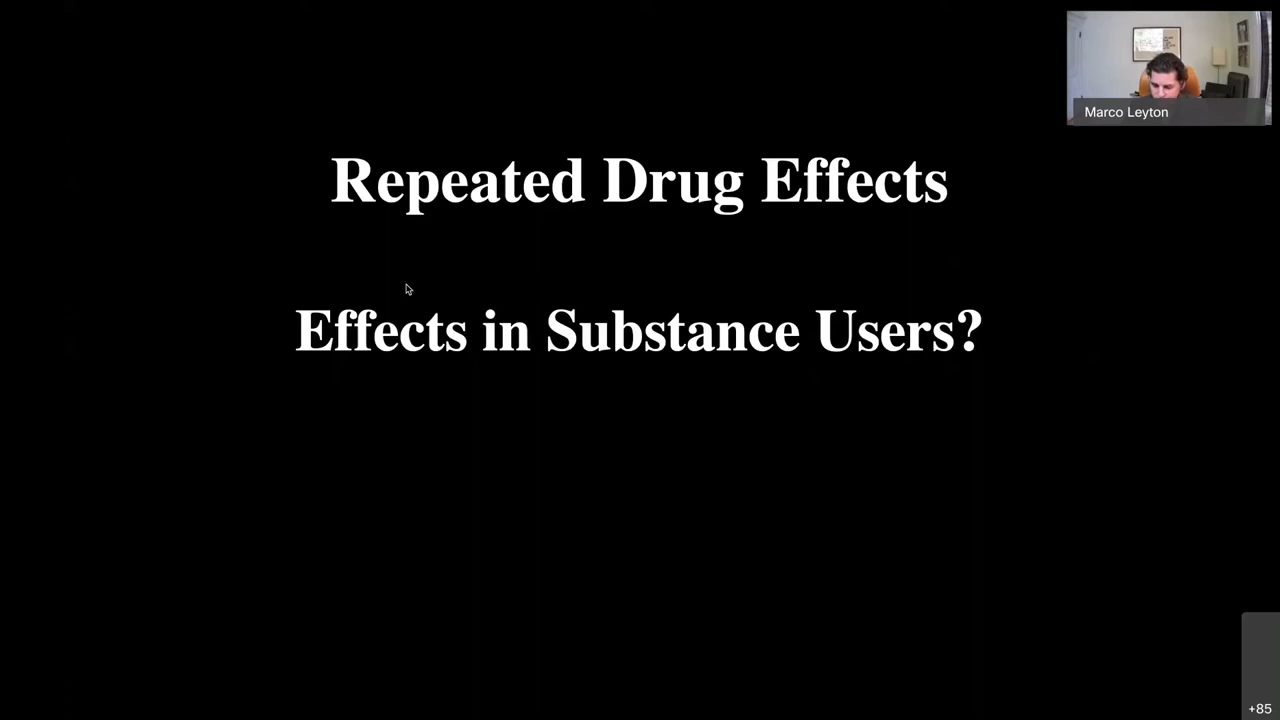 Marco Leyton
Repeated Drug Effects
Effects in Substance Users?
+85